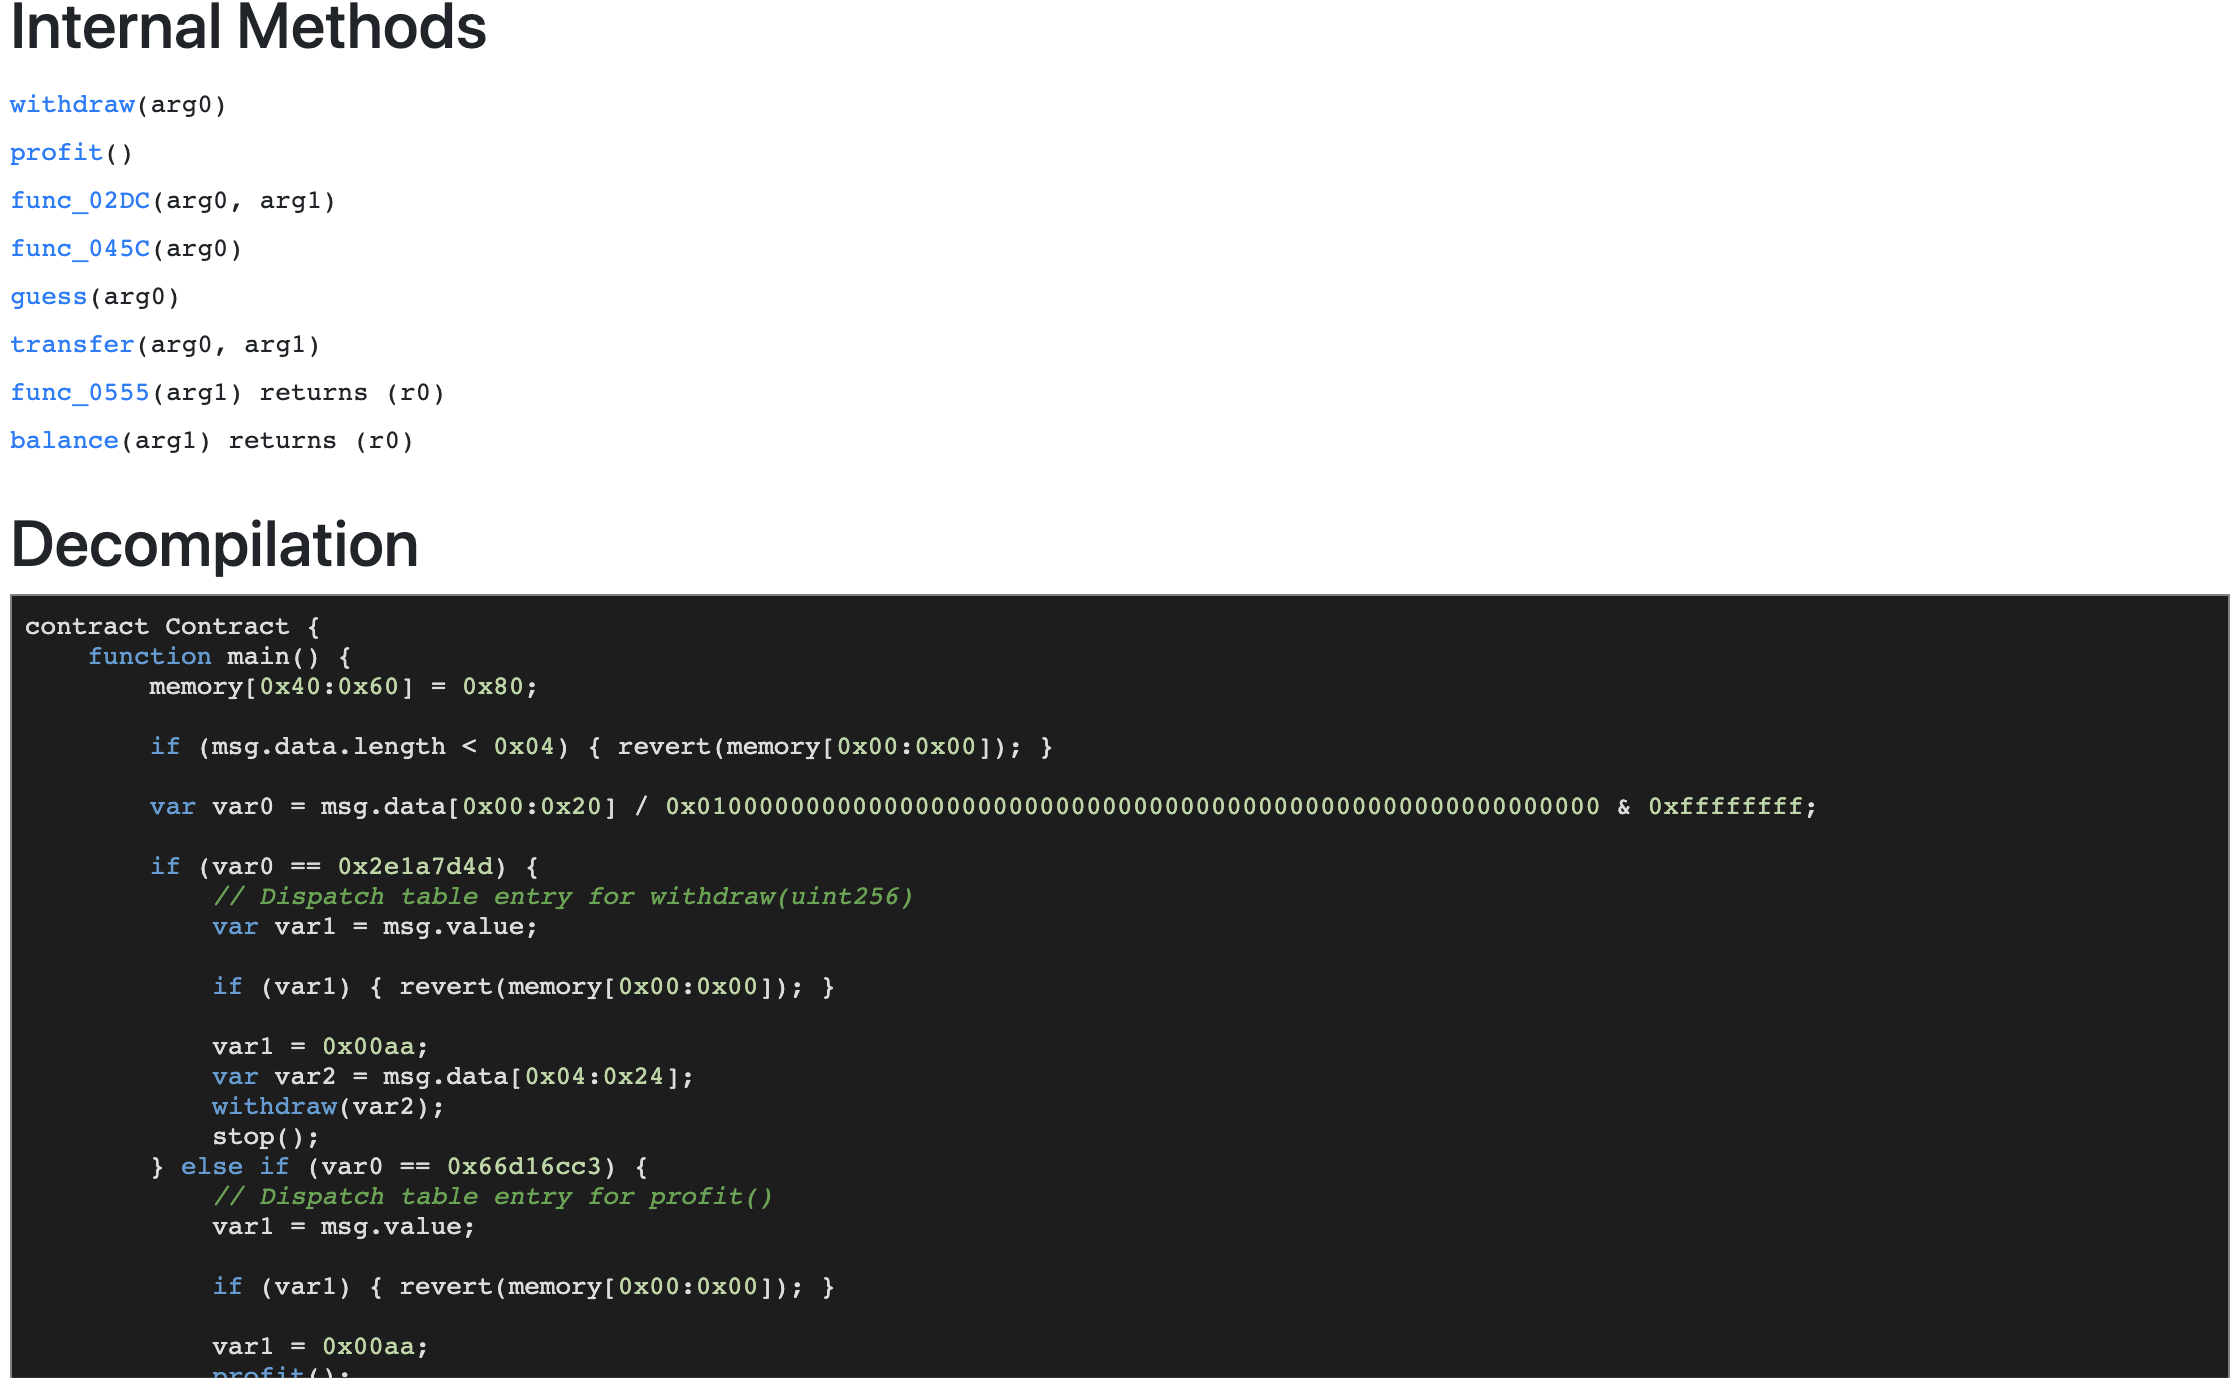 Internal Methods
withdraw(arg0)
profit()
func_02DC(arg0, arg1)
func_045C(arg0)
guess(arg0)
transfer(arg0, arg1)
func_0555(arg1) returns (r0)
balance(arg1) returns (r0)
Decompilation
contract Contract {
    function main() {
        memory[0x40:0x60] = 0x80;
        if (msg.data.length < 0x04) { revert(memory[0x00:0x00]); }
        var var0 = msg.data[0x00:0x20] / 0x0100000000000000000000000000000000000000000000000000000000 & 0xffffffff;
        if (var0 == 0x2e1a7d4d) {
            // Dispatch table entry for withdraw(uint256)
            var var1 = msg.value;
            if (var1) { revert(memory[0x00:0x00]); }
            var1 = 0x00aa;
            var var2 = msg.data[0x04:0x24];
            withdraw(var2);
            stop();
        } else if (var0 == 0x66d16cc3) {
            // Dispatch table entry for profit()
            var1 = msg.value;
            if (var1) { revert(memory[0x00:0x00]); }
            var1 = 0x00aa;
            profit();